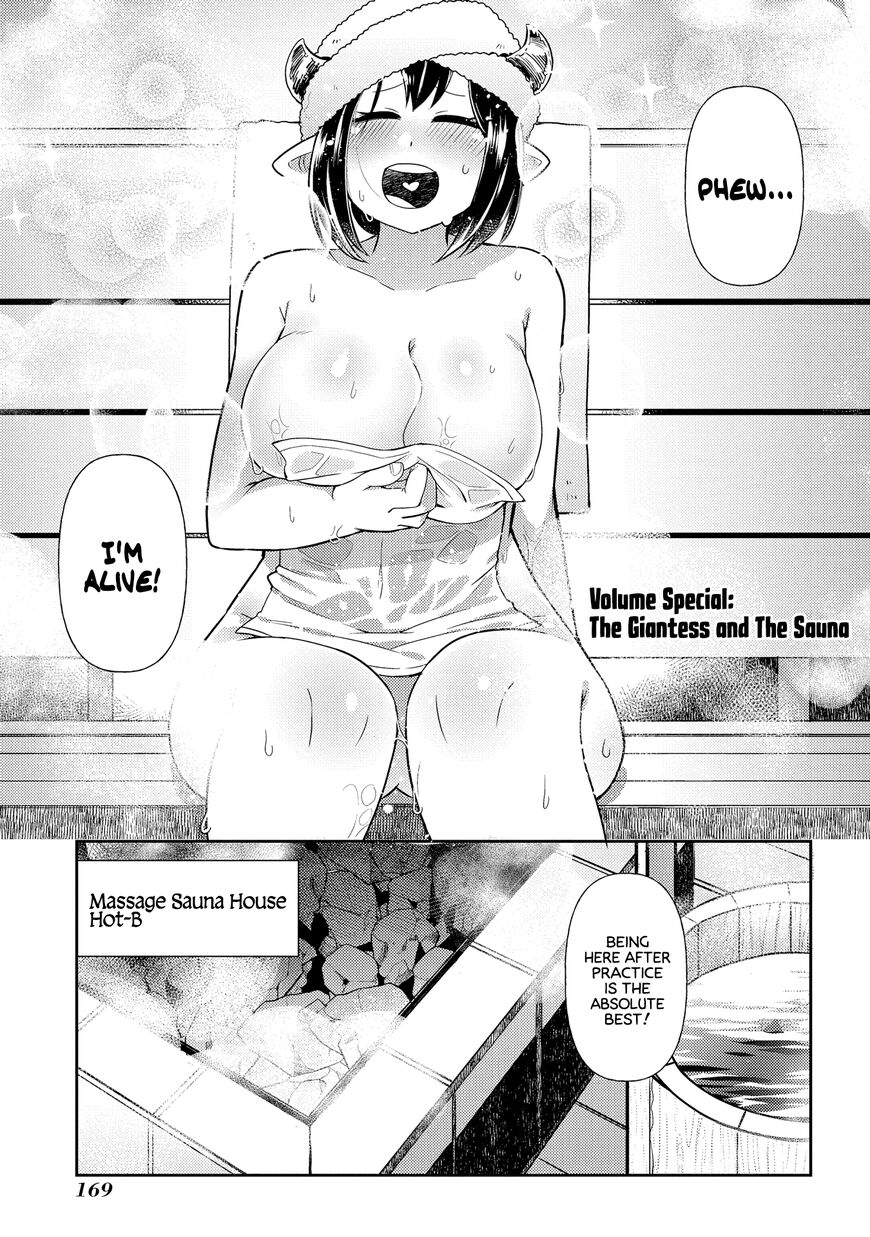 PHEW...
I'M
ALIVE!
Volume Special:
The Giantess and The Sauna
Massage Sauna House
Hot-B
BEING
HERE AFTER
PRACTICE
IS THE
ABSOLUTE
BEST!
169